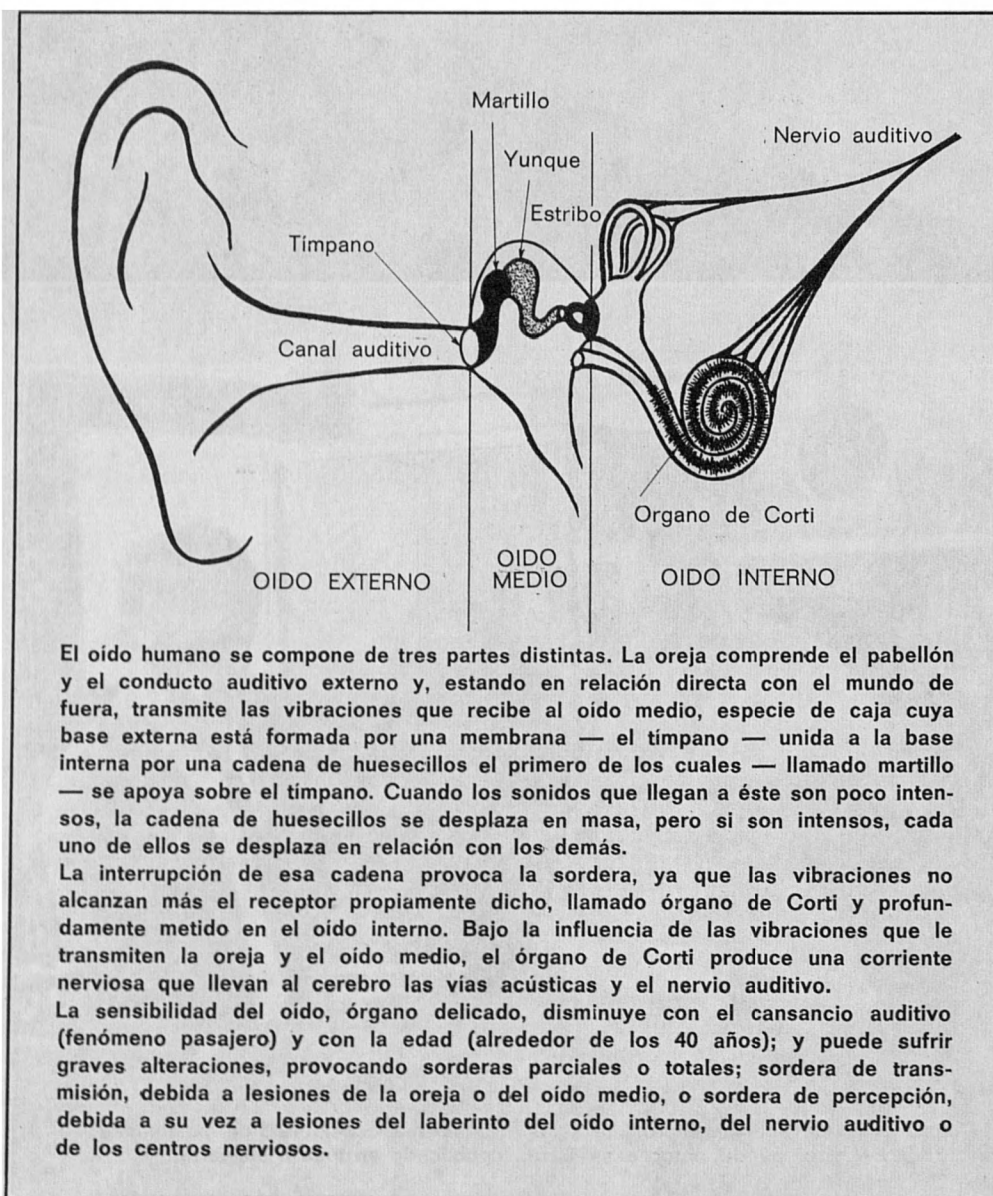 Martillo
Nervio auditivo
Yunque
Estribo
Tímpano
Canal auditivo
Organo de Corti
OIDO EXTERNO
OIDO
MEDIO
OIDO INTERNO
El oído humano se compone de tres partes distintas. La oreja comprende el pabellón
y el conducto auditivo externo y, estando en relación directa con el mundo de
fuera, transmite las vibraciones que recibe al oído medio, especie de caja cuya
base externa está formada por una membrana — el tímpano — unida a la base
interna por una cadena de huesecillos el primero de los cuales — llamado martillo
— se apoya sobre el tímpano. Cuando los sonidos que llegan a éste son poco inten-
sos, la cadena de huesecillos se desplaza en masa, pero si son intensos, cada
uno de ellos se desplaza en relación con los demás.
La interrupción de esa cadena provoca la sordera, ya que las vibraciones no
alcanzan más el receptor propiamente dicho, llamado órgano de Corti y profun-
damente metido en el oído interno. Bajo la influencia de las vibraciones que le
transmiten la oreja y el oído medio, el órgano de Corti produce una corriente
nerviosa que llevan al cerebro las vías acústicas y el nervio auditivo.
La sensibilidad del oído, órgano delicado, disminuye con el cansancio auditivo
(fenómeno pasajero) y con la edad (alrededor de los 40 años); y puede sufrir
graves alteraciones, provocando sorderas parciales o totales; sordera de trans-
misión, debida a lesiones de la oreja o del oído medio, o sordera de percepción,
debida a su vez a lesiones del laberinto del oído interno, del nervio auditivo o
de los centros nerviosos.